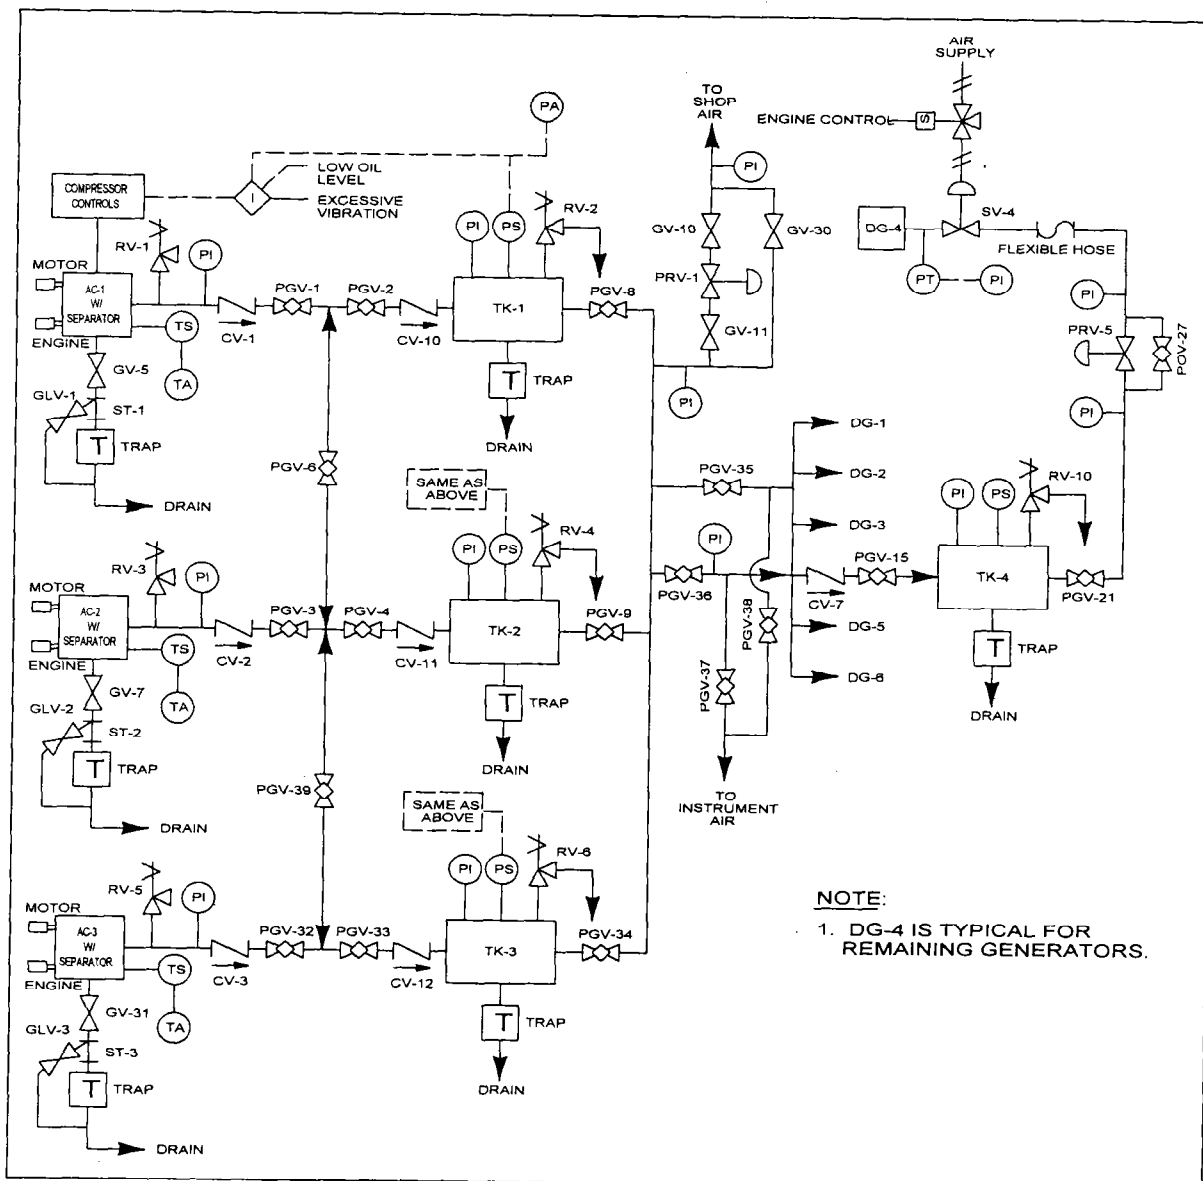 AIR
SUPPLY
TO
SHOP
AIR
PA
ENGINE CONTROL
S
PI
LOW OIL
LEVEL
COMPRESSOR
CONTROLS
I
EXCESSIVE
VIBRATION
RV-2
PI
PS
GV-10
GV-30
DG-4
SV-4
FLEXIBLE HOSE
RV-1
PI
MOTOR
PT
PI
AC-1
W/
SEPARATOR
PGV-1
PGV-2
TK-1
PGV-8
PRV-1
PI
PRV-5
POV-27
ENGINE
TS
CV-1
CV-10
GV-11
GV-5
TA
T
TRAP
PI
PI
GLV-1
ST-1
T
TRAP
DRAIN
DG-1
PGV-6
SAME AS
ABOVE
PGV-35
DG-2
RV-10
PI
PS
DRAIN
DG-3
RV-4
PI
PS
PI
RV-3
PI
PGV-15
MOTOR
AC-2
W/
SEPARATOR
PGV-3
PGV-4
TK-2
PGV-9
PGV-36
CV-7
TK-4
PGV-21
ENGINE
TS
CV-2
CV-11
PGV-38
DG-5
GV-7
TA
T
TRAP
PGV-37
DG-6
T
TRAP
GLV-2
ST-2
DRAIN
T
TRAP
DRAIN
PGV-39
TO
INSTRUMENT
AIR
SAME AS
ABOVE
DRAIN
RV-6
PI
PS
RV-5
PI
MOTOR
AC-3
W/
SEPARATOR
PGV-32
PGV-33
TK-3
PGV-34
ENGINE
TS
CV-3
CV-12
GV-31
TA
T
TRAP
GLV-3
ST-3
T
TRAP
DRAIN
DRAIN
NOTE:
1. DG-4 IS TYPICAL FOR
REMAINING GENERATORS.